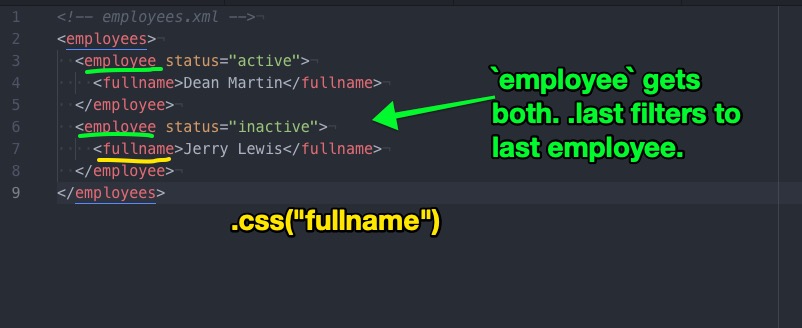 1 <!-- employees.xml -->
2 <employees>
3 <employee status="active">
4 <fullname>Dean Martin</fullname>
5 </employee>
6 <employee status="inactive">
7 <fullname>Jerry Lewis</fullname>
8 </employee>
9 </employees>
`employee` gets
both. .last filters to
last employee.
.css("fullname")